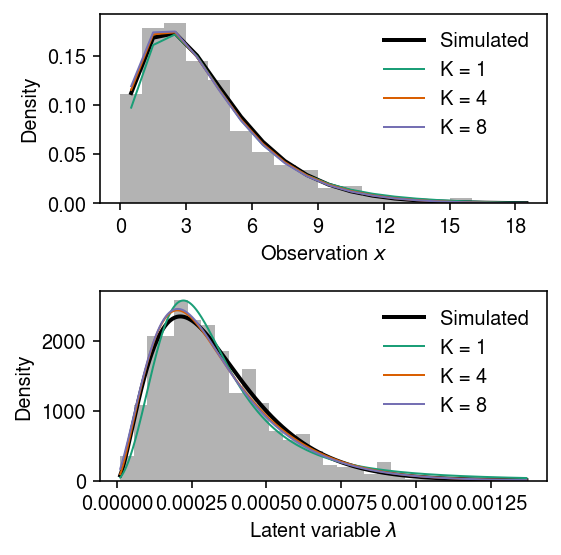 Density
0.15
0.10
0.05
0.00
Simulated
K = 1
K = 4
K = 8
0 3 6 9 12 15 18
Observation x
Density
2000
1000
0
Simulated
K = 1
K = 4
K = 8
0.00000 0.00025 0.00050 0.00075 0.00100 0.00125
Latent variable λ